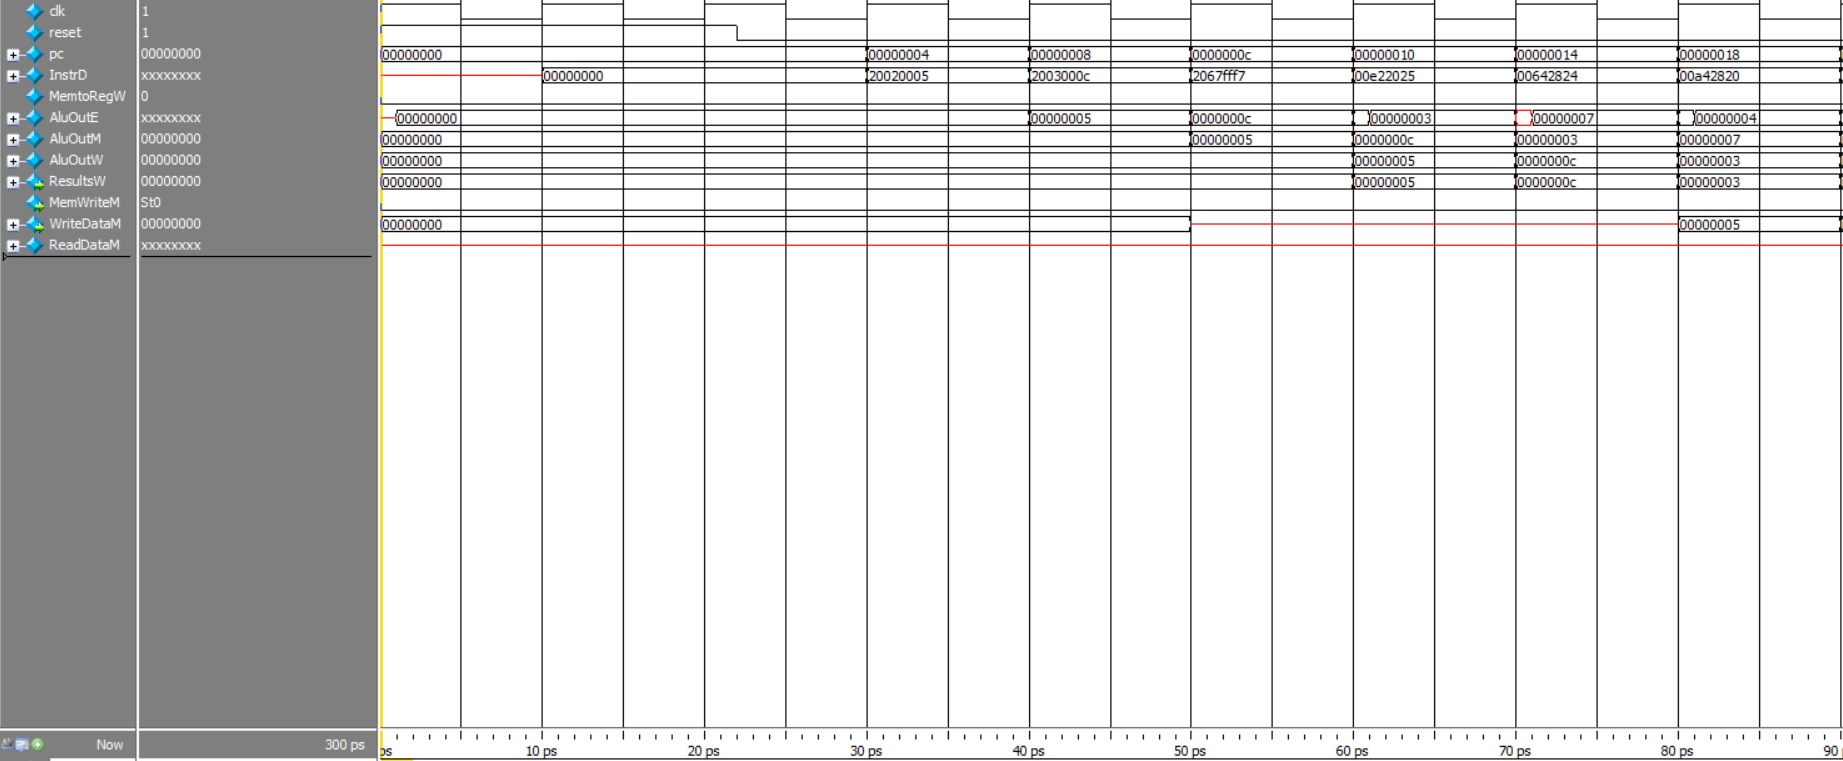 clk 1
reset 1
pc 00000000 00000000 00000004 00000008 0000000c 00000010 00000014 00000018
InstrD xxxxxxxx 00000000 20020005 2003000c 2067fff7 00e22025 00642824 00a42820
MemtoRegW 0
AluOutE xxxxxxxx 00000000 00000005 0000000c 00000003 00000007 00000004
AluOutM 00000000 00000000 00000005 0000000c 00000003 00000007
AluOutW 00000000 00000000 00000005 0000000c 00000003
ResultsW 00000000 00000000 00000005 0000000c 00000003
MemWriteM St0
WriteDataM 00000000 00000000 00000005
ReadDataM xxxxxxxx
Now 300 ps ps 10 ps 20 ps 30 ps 40 ps 50 ps 60 ps 70 ps 80 ps 90